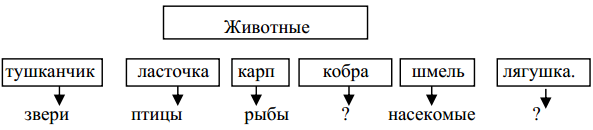 Животные
тушканчик ласточка карп кобра шмель лягушка.
звери птицы рыбы ? насекомые ?